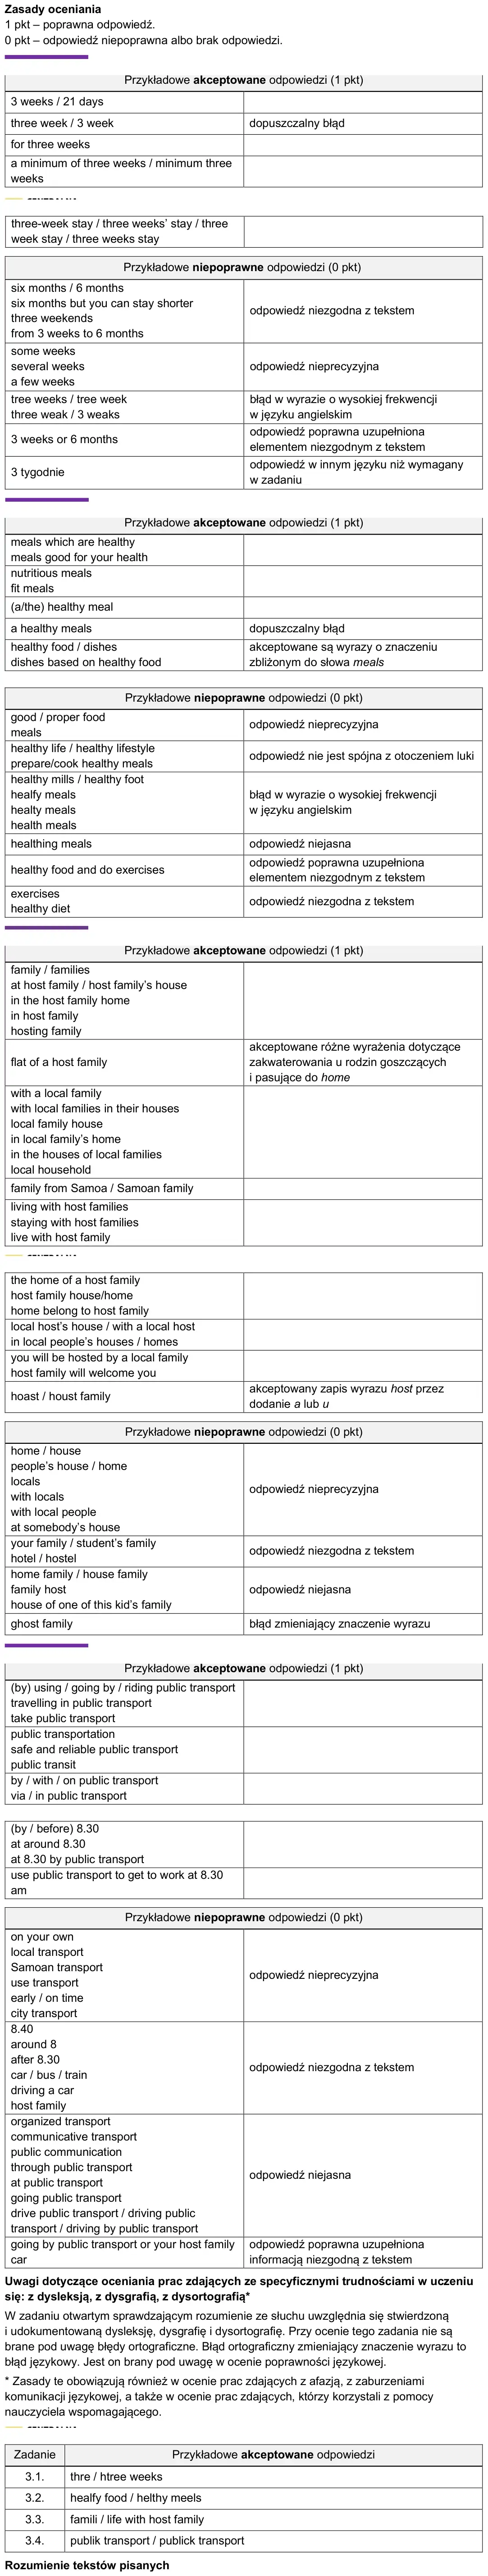 Zasady oceniania
1 pkt – poprawna odpowiedź.
0 pkt – odpowiedź niepoprawna albo brak odpowiedzi.
Przykładowe akceptowane odpowiedzi (1 pkt)
3 weeks / 21 days
three week / 3 week
dopuszczalny błąd
for three weeks
a minimum of three weeks / minimum three
weeks
three-week stay / three weeks’ stay / three
week stay / three weeks stay
Przykładowe niepoprawne odpowiedzi (0 pkt)
six months / 6 months
six months but you can stay shorter
three weekends
from 3 weeks to 6 months
odpowiedź niezgodna z tekstem
some weeks
several weeks
a few weeks
odpowiedź nieprecyzyjna
tree weeks / tree week
three weak / 3 weaks
błąd w wyrazie o wysokiej frekwencji
w języku angielskim
3 weeks or 6 months
odpowiedź poprawna uzupełniona
elementem niezgodnym z tekstem
3 tygodnie
odpowiedź w innym języku niż wymagany
w zadaniu
Przykładowe akceptowane odpowiedzi (1 pkt)
meals which are healthy
meals good for your health
nutritious meals
fit meals
(a/the) healthy meal
a healthy meals
dopuszczalny błąd
healthy food / dishes
dishes based on healthy food
akceptowane są wyrazy o znaczeniu
zbliżonym do słowa meals
Przykładowe niepoprawne odpowiedzi (0 pkt)
good / proper food
meals
odpowiedź nieprecyzyjna
healthy life / healthy lifestyle
prepare/cook healthy meals
odpowiedź nie jest spójna z otoczeniem luki
healthy mills / healthy foot
healfy meals
healty meals
health meals
błąd w wyrazie o wysokiej frekwencji
w języku angielskim
healthing meals
odpowiedź niejasna
healthy food and do exercises
odpowiedź poprawna uzupełniona
elementem niezgodnym z tekstem
exercises
healthy diet
odpowiedź niezgodna z tekstem
Przykładowe akceptowane odpowiedzi (1 pkt)
family / families
at host family / host family’s house
in the host family home
in host family
hosting family
flat of a host family
akceptowane różne wyrażenia dotyczące
zakwaterowania u rodzin goszczących
i pasujące do home
with a local family
with local families in their houses
local family house
in local family’s home
in the houses of local families
local household
family from Samoa / Samoan family
living with host families
staying with host families
live with host family
the home of a host family
host family house/home
home belong to host family
local host’s house / with a local host
in local people’s houses / homes
you will be hosted by a local family
host family will welcome you
hoast / houst family
akceptowany zapis wyrazu host przez
dodanie a lub u
Przykładowe niepoprawne odpowiedzi (0 pkt)
home / house
people’s house / home
locals
with locals
with local people
at somebody’s house
odpowiedź nieprecyzyjna
your family / student’s family
hotel / hostel
odpowiedź niezgodna z tekstem
home family / house family
family host
house of one of this kid’s family
odpowiedź niejasna
ghost family
błąd zmieniający znaczenie wyrazu
Przykładowe akceptowane odpowiedzi (1 pkt)
(by) using / going by / riding public transport
travelling in public transport
take public transport
public transportation
safe and reliable public transport
public transit
by / with / on public transport
via / in public transport
(by / before) 8.30
at around 8.30
at 8.30 by public transport
use public transport to get to work at 8.30
am
Przykładowe niepoprawne odpowiedzi (0 pkt)
on your own
local transport
Samoan transport
use transport
early / on time
city transport
odpowiedź nieprecyzyjna
8.40
around 8
after 8.30
car / bus / train
driving a car
host family
odpowiedź niezgodna z tekstem
organized transport
communicative transport
public communication
through public transport
at public transport
going public transport
drive public transport / driving public
transport / driving by public transport
odpowiedź niejasna
going by public transport or your host family
car
odpowiedź poprawna uzupełniona
informacją niezgodną z tekstem
Uwagi dotyczące oceniania prac zdających ze specyficznymi trudnościami w uczeniu
się: z dysleksją, z dysgrafią, z dysortografią*
W zadaniu otwartym sprawdzającym rozumienie ze słuchu uwzględnia się stwierdzoną
i udokumentowaną dysleksję, dysgrafię i dysortografię. Przy ocenie tego zadania nie są
brane pod uwagę błędy ortograficzne. Błąd ortograficzny zmieniający znaczenie wyrazu to
błąd językowy. Jest on brany pod uwagę w ocenie poprawności językowej.
* Zasady te obowiązują również w ocenie prac zdających z afazją, z zaburzeniami
komunikacji językowej, a także w ocenie prac zdających, którzy korzystali z pomocy
nauczyciela wspomagającego.
Zadanie Przykładowe akceptowane odpowiedzi
3.1. thre / htree weeks
3.2. healfy food / helthy meels
3.3. famili / life with host family
3.4. publik transport / publick transport
Rozumienie tekstów pisanych